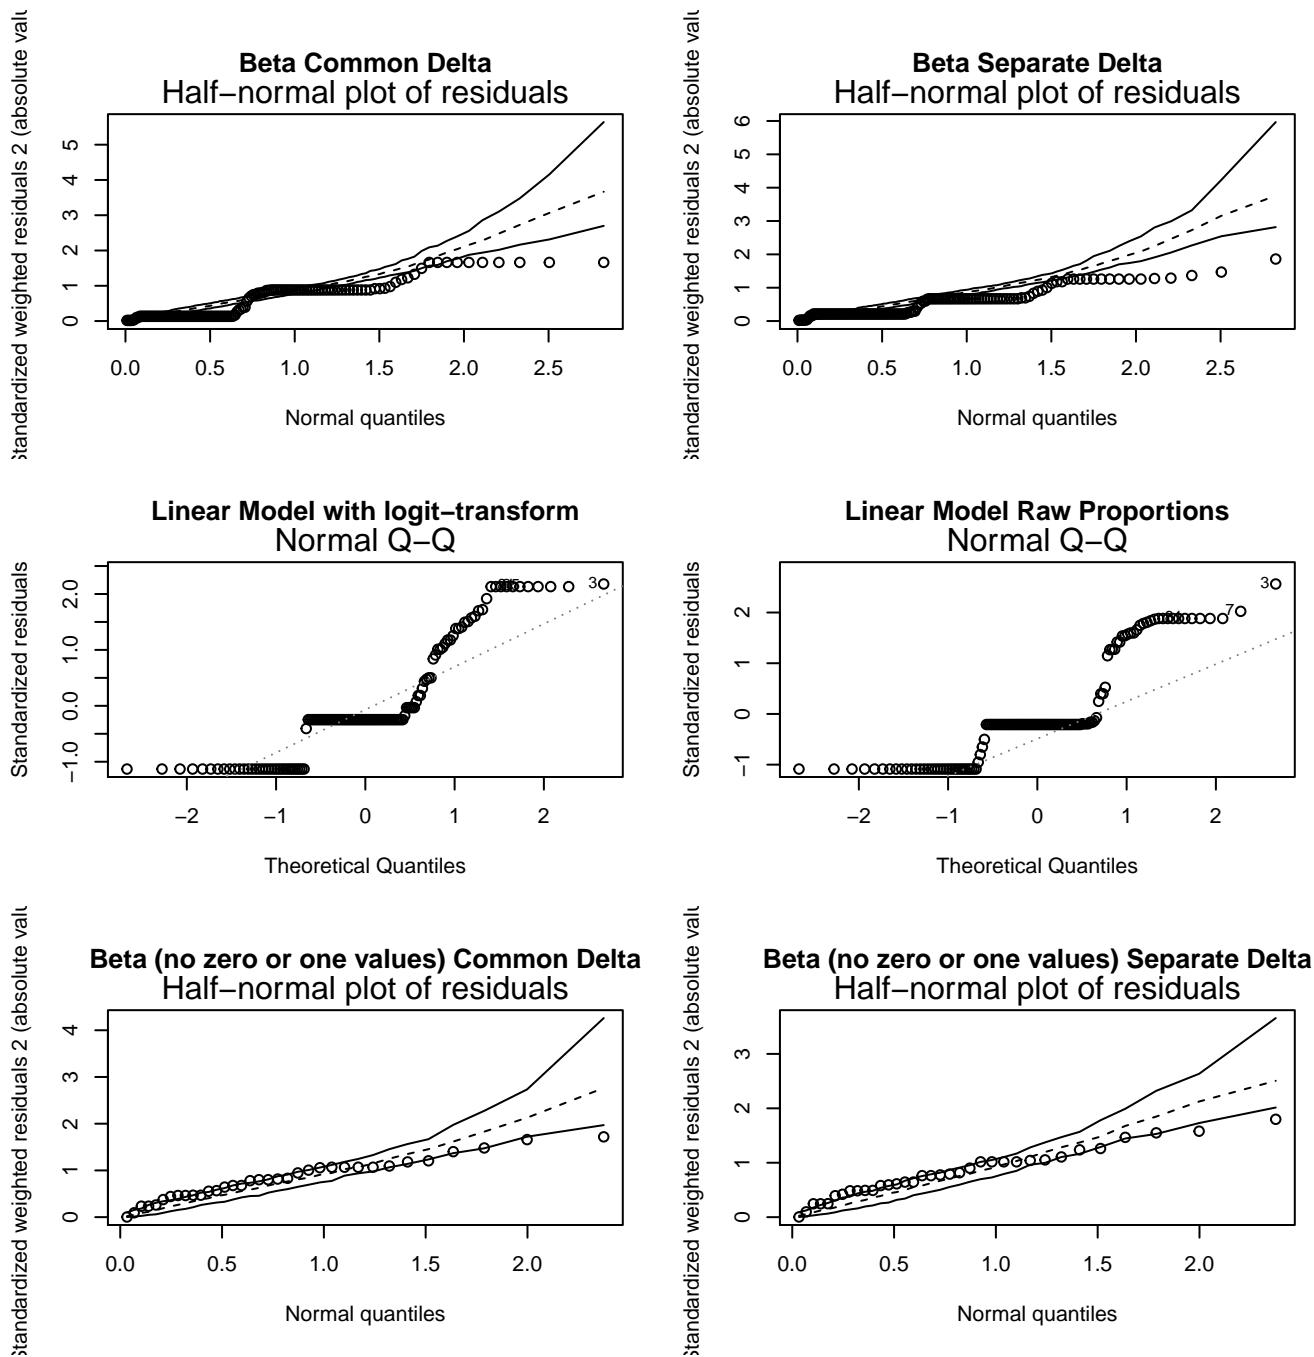 Beta Common Delta
Half−normal plot of residuals
Standardized weighted residuals 2 (absolute valu
0 1 2 3 4 5
0.0 0.5 1.0 1.5 2.0 2.5
Normal quantiles
Beta Separate Delta
Half−normal plot of residuals
Standardized weighted residuals 2 (absolute valu
0 1 2 3 4 5 6
0.0 0.5 1.0 1.5 2.0 2.5
Normal quantiles
Linear Model with logit−transform
Normal Q−Q
Standardized residuals
−1.0 0.0 1.0 2.0
3
−2 −1 0 1 2
Theoretical Quantiles
Linear Model Raw Proportions
Normal Q−Q
Standardized residuals
−1 0 1 2
3
7
−2 −1 0 1 2
Theoretical Quantiles
Beta (no zero or one values) Common Delta
Half−normal plot of residuals
Standardized weighted residuals 2 (absolute valu
0 1 2 3 4
0.0 0.5 1.0 1.5 2.0
Normal quantiles
Beta (no zero or one values) Separate Delta
Half−normal plot of residuals
Standardized weighted residuals 2 (absolute valu
0 1 2 3
0.0 0.5 1.0 1.5 2.0
Normal quantiles